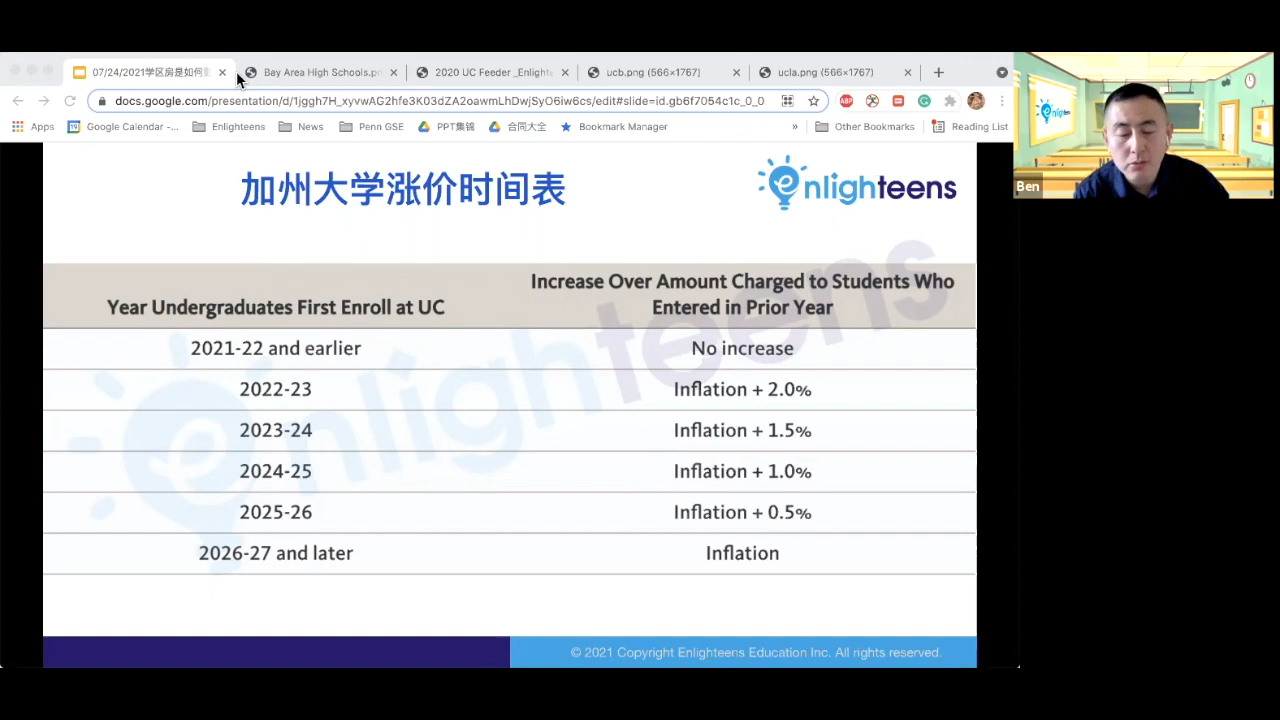 07/24/2021学区房是如何
Bay Area High Schools.pn
2020 UC Feeder _Enlight
ucb.png (566×1767)
ucla.png (566×1767)
docs.google.com/presentation/d/1jggh7H_xyvwAG2hfe3K03dZA2oawmLhDwjSyO6iw6cs/edit#slide=id.gb6f7054c1c_0_0
ABP
Apps
Google Calendar -...
Enlighteens
News
Penn GSE
PPT集锦
合同大全
Bookmark Manager
»
Other Bookmarks
Reading List
Ben
加州大学涨价时间表
enlighteens
Year Undergraduates First Enroll at UC
Increase Over Amount Charged to Students Who
Entered in Prior Year
2021-22 and earlier
No increase
2022-23
Inflation + 2.0%
2023-24
Inflation + 1.5%
2024-25
Inflation + 1.0%
2025-26
Inflation + 0.5%
2026-27 and later
Inflation
enlighteens
© 2021 Copyright Enlighteens Education Inc. All rights reserved.